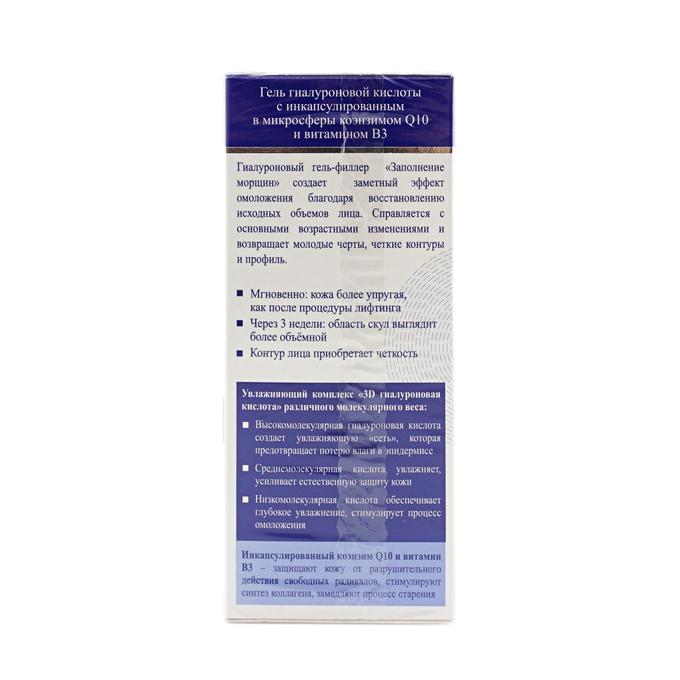 Гель гиалуроновой кислоты
с инкапсулированным
в микросферы коэнзимом Q10
и витамином В3
Гиалуроновый гель-филлер «Заполнение
морщин» создает заметный эффект
омоложения благодаря восстановлению
исходных объемов лица. Справляется с
основными возрастными изменениями и
возвращает молодые черты, четкие контуры
и профиль.
Мгновенно: кожа более упругая,
как после процедуры лифтинга
Через 3 недели: область скул выглядит
более объёмной
Контур лица приобретает четкость
Увлажняющий комплекс «3D гиалуроновая
кислота» различного молекулярного веса:
Высокомолекулярная гиалуроновая кислота
создает увлажняющую «сеть», которая
предотвращает потерю влаги в эпидермисе
Среднемолекулярная кислота увлажняет,
усиливает естественную защиту кожи
Низкомолекулярная кислота обеспечивает
глубокое увлажнение, стимулирует процесс
омоложения
Инкапсулированный коэнзим Q10 и витамин
В3 – защищают кожу от разрушительного
действия свободных радикалов, стимулируют
синтез коллагена, замедляют процесс старения